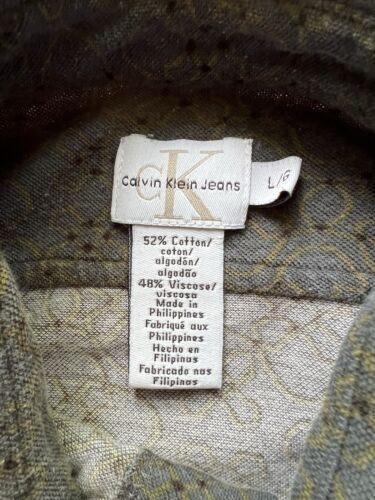 cK
Calvin Klein Jeans
L/G
52% Cotton/
coton/
algodón/
algodão
48% Viscose/
viscosa
Made in
Philippines
Fabriqué aux
Philippines
Hecho en
Filipinas
Fabricado nas
Filipinas